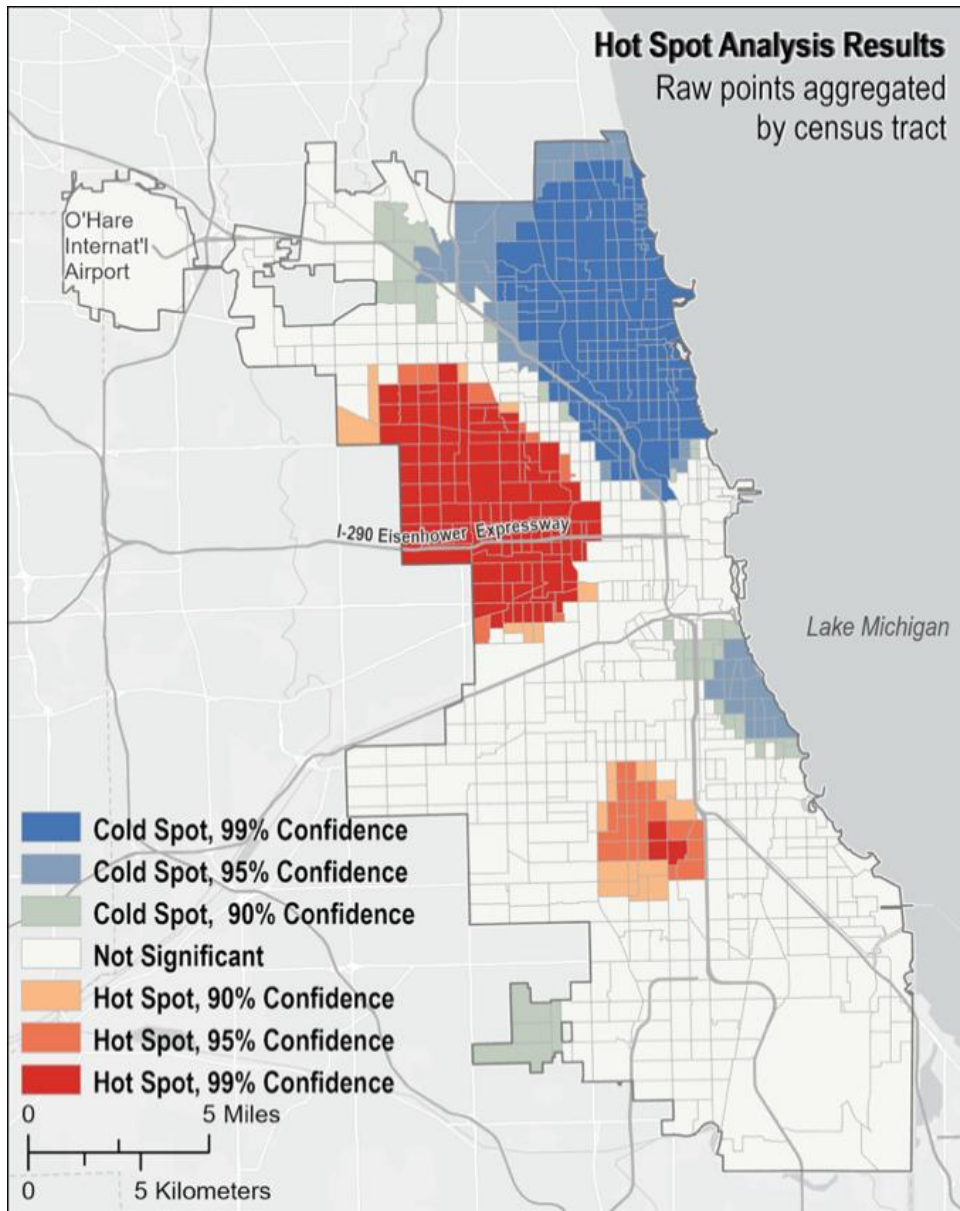 Hot Spot Analysis Results
Raw points aggregated
by census tract
O'Hare
Internat'l
Airport
I-290 Eisenhower Expressway
Lake Michigan
Cold Spot, 99% Confidence
Cold Spot, 95% Confidence
Cold Spot, 90% Confidence
Not Significant
Hot Spot, 90% Confidence
Hot Spot, 95% Confidence
Hot Spot, 99% Confidence
0 5 Miles
0 5 Kilometers